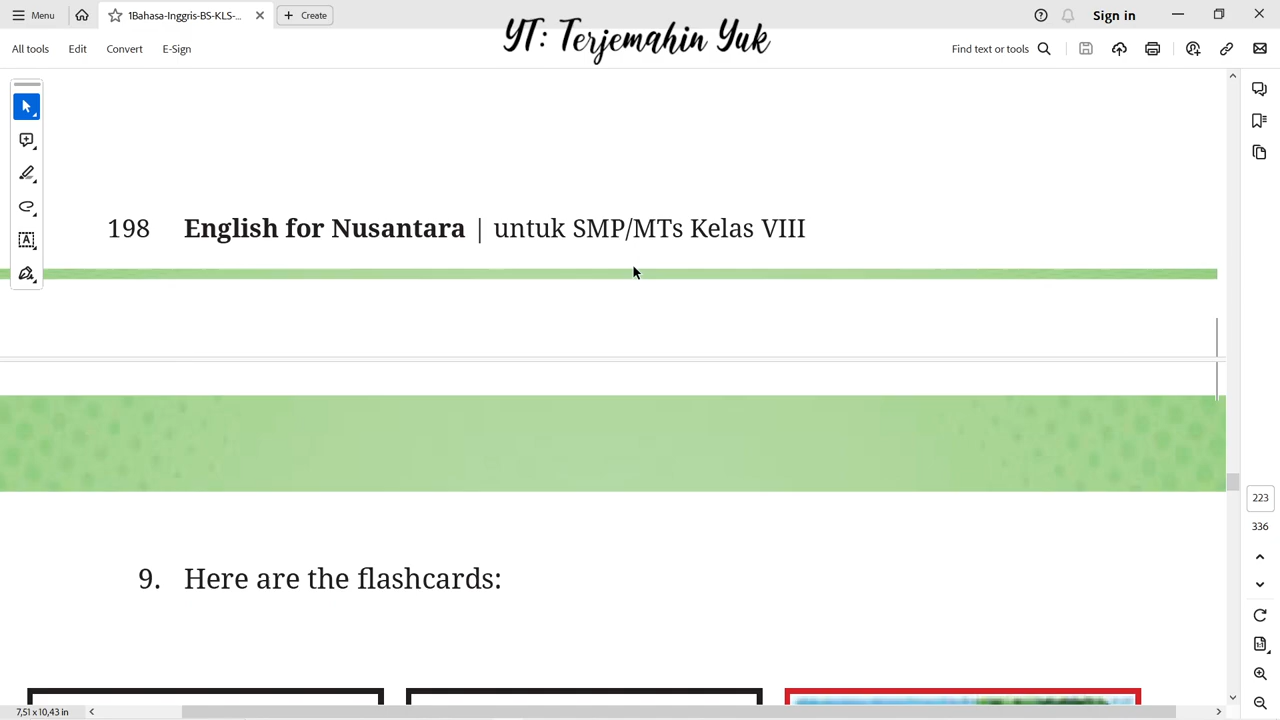 Menu
1Bahasa-Inggris-BS-KLS-...
Create
Sign in
All tools
Edit
Convert
E-Sign
YT: Terjemahin Yuk
Find text or tools
198 English for Nusantara | untuk SMP/MTs Kelas VIII
9. Here are the flashcards:
223
336
7,51 x 10,43 in